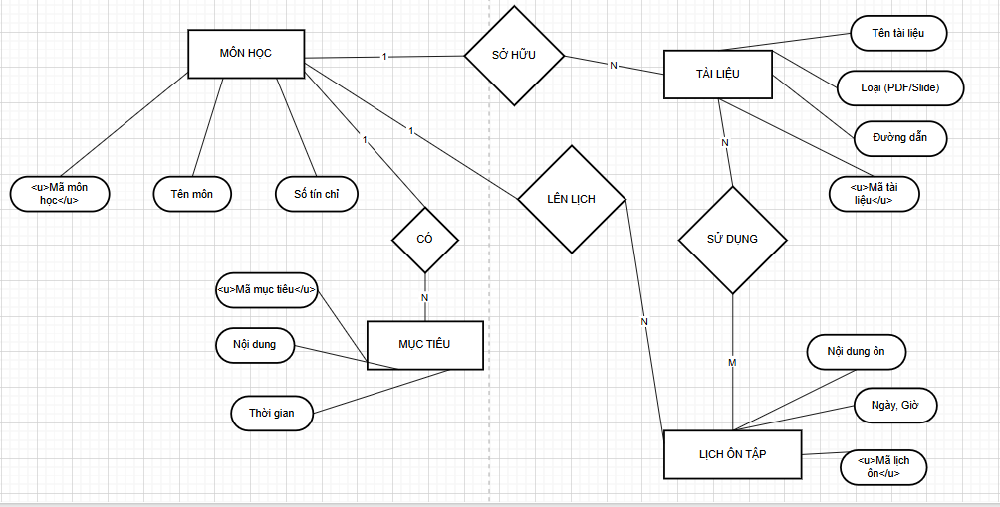 Tên tài liệu
MÔN HỌC
SỞ HỮU
1
N
TÀI LIỆU
Loại (PDF/Slide)
Đường dẫn
1
1
N
<u>Mã môn
học</u>
Tên môn
Số tín chỉ
LÊN LỊCH
<u>Mã tài
liệu</u>
CÓ
SỬ DỤNG
<u>Mã mục tiêu</u>
N
N
Nội dung
MỤC TIÊU
M
Nội dung ôn
Thời gian
Ngày, Giờ
LỊCH ÔN TẬP
<u>Mã lịch
ôn</u>